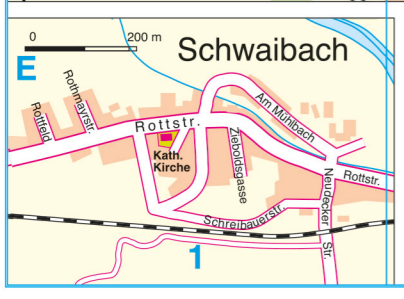 0 200 m
Schwaibach
E
Rottfeld
Rothmayrstr.
Rottstr.
Kath.
Kirche
Zieboldsgasse
Am Mühlbach
Rottstr.
Neudecker
Str.
Schreibauerstr.
1